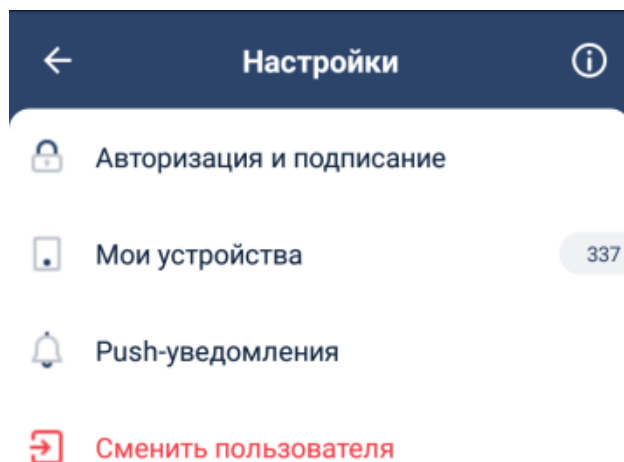 Настройки
Авторизация и подписание
Мои устройства 337
Push-уведомления
Сменить пользователя